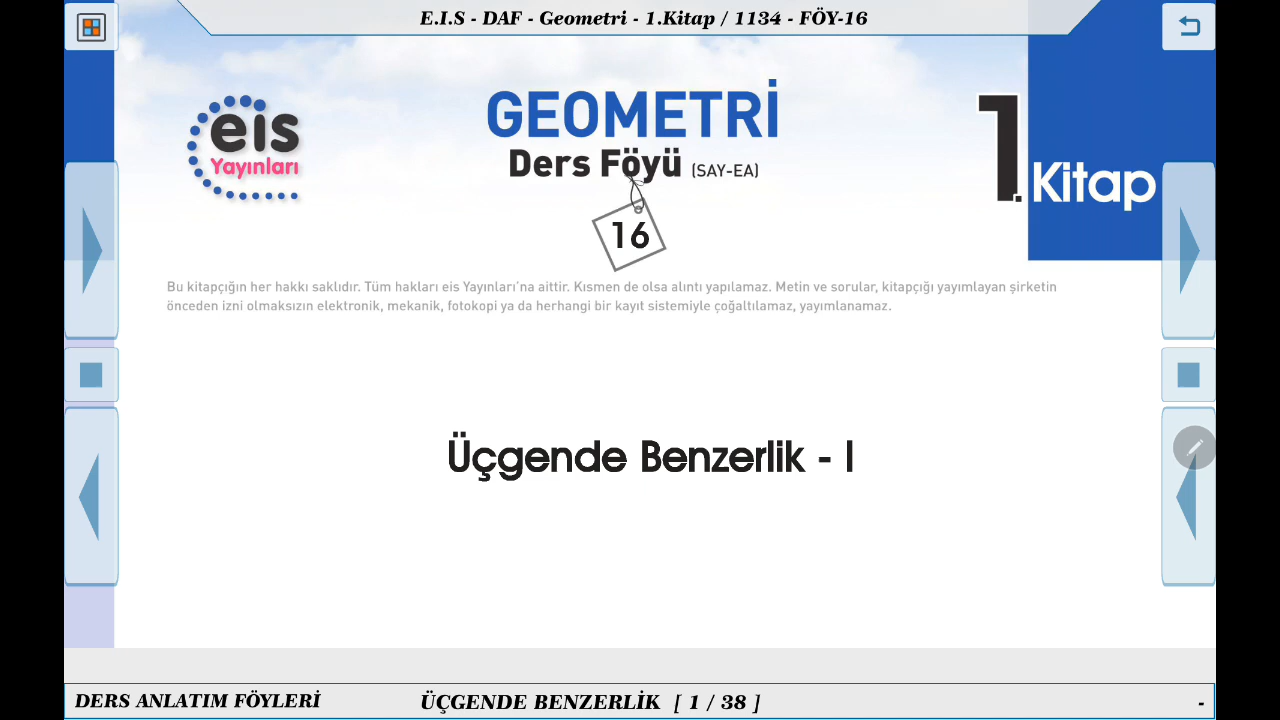 E.I.S - DAF - Geometri - 1.Kitap / 1134 - FÖY-16
eis
Yayınları
GEOMETRİ
Ders Föyü (SAY-EA)
16
1.Kitap
Bu kitapçığın her hakkı saklıdır. Tüm hakları eis Yayınları'na aittir. Kısmen de olsa alıntı yapılamaz. Metin ve sorular, kitapçığı yayımlayan şirketin
önceden izni olmaksızın elektronik, mekanik, fotokopi ya da herhangi bir kayıt sistemiyle çoğaltılamaz, yayımlanamaz.
Üçgende Benzerlik - I
DERS ANLATIM FÖYLERİ ÜÇGENDE BENZERLİK [ 1 / 38 ] -